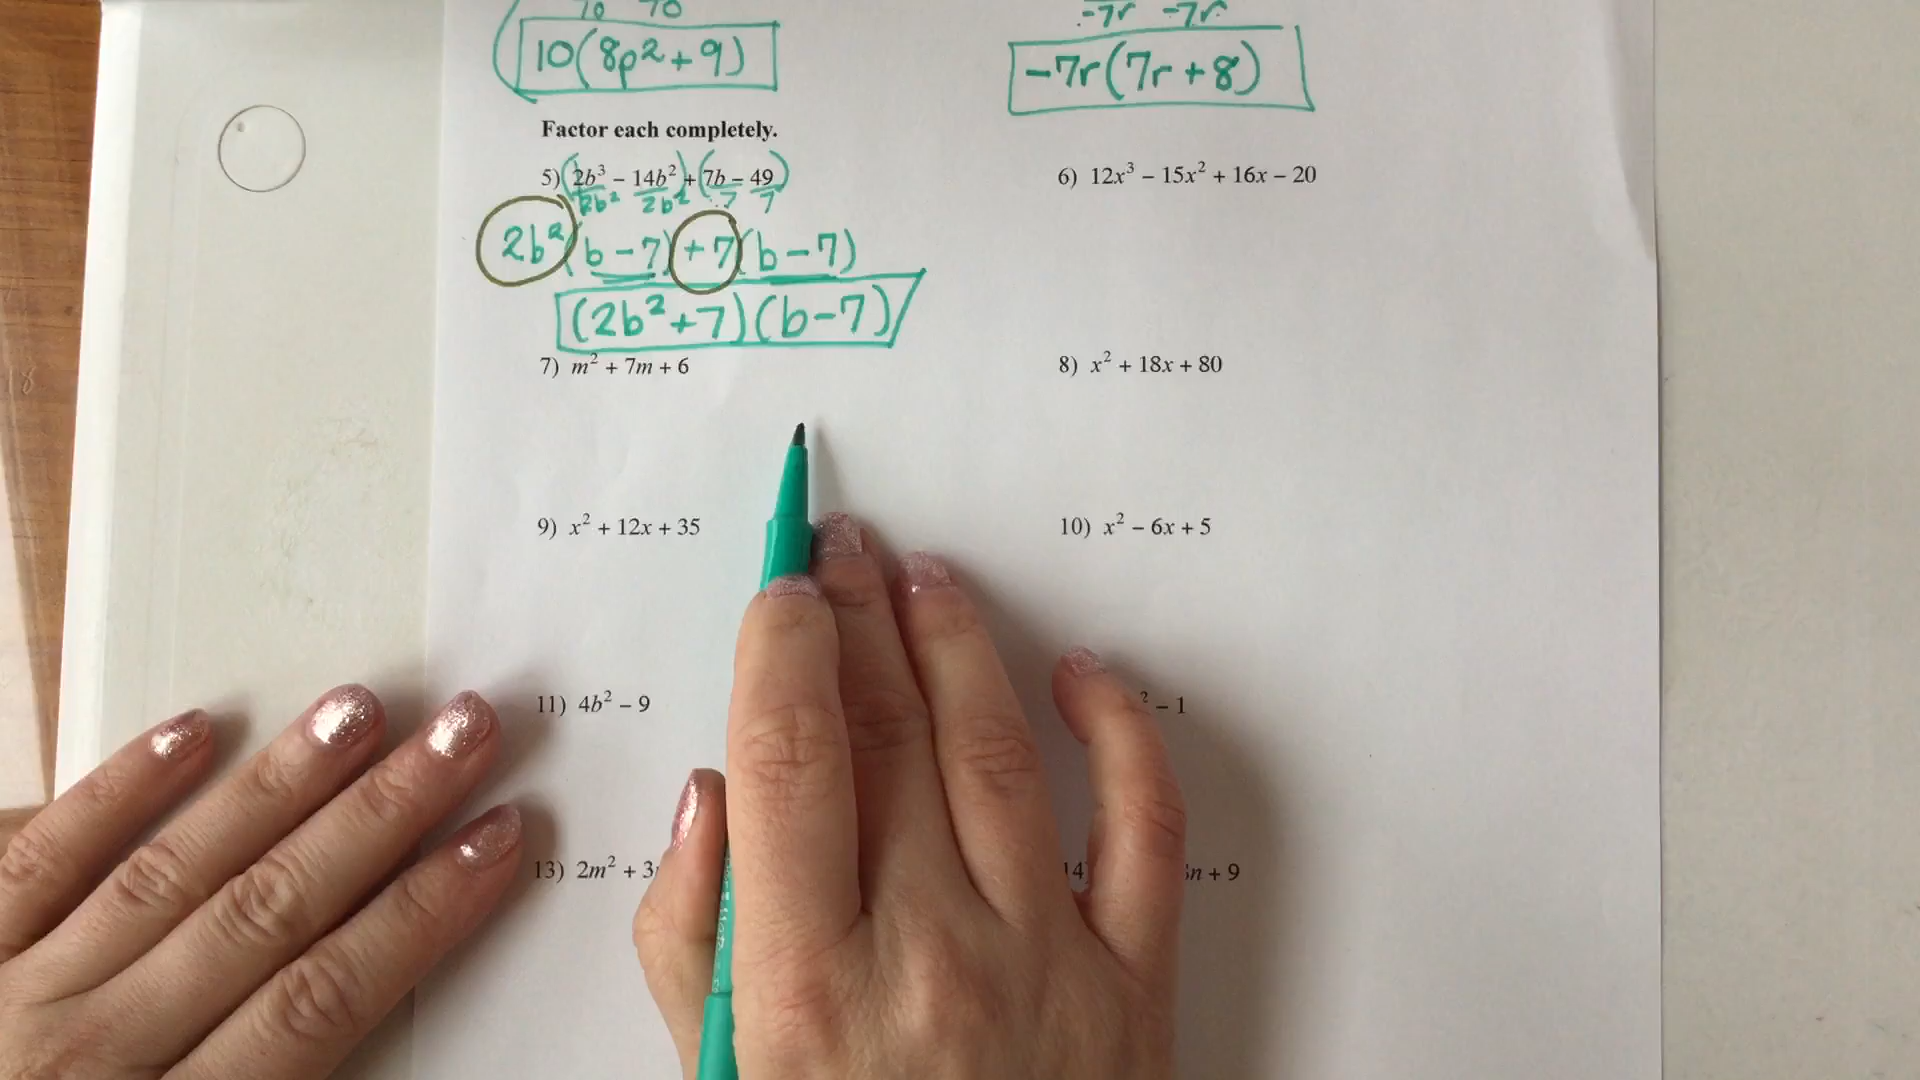 70 70
10(8p²+9)
-7r -7r
-7r(7r+8)
Factor each completely.
5) (2b³ – 14b²) + (7b – 49)
2b² 2b² 7 7
2b²(b-7)+7(b-7)
(2b²+7)(b-7)
6) 12x³ – 15x² + 16x – 20
7) m² + 7m + 6
8) x² + 18x + 80
9) x² + 12x + 35
10) x² – 6x + 5
11) 4b² – 9
² – 1
13) 2m² + 3
14)
n + 9